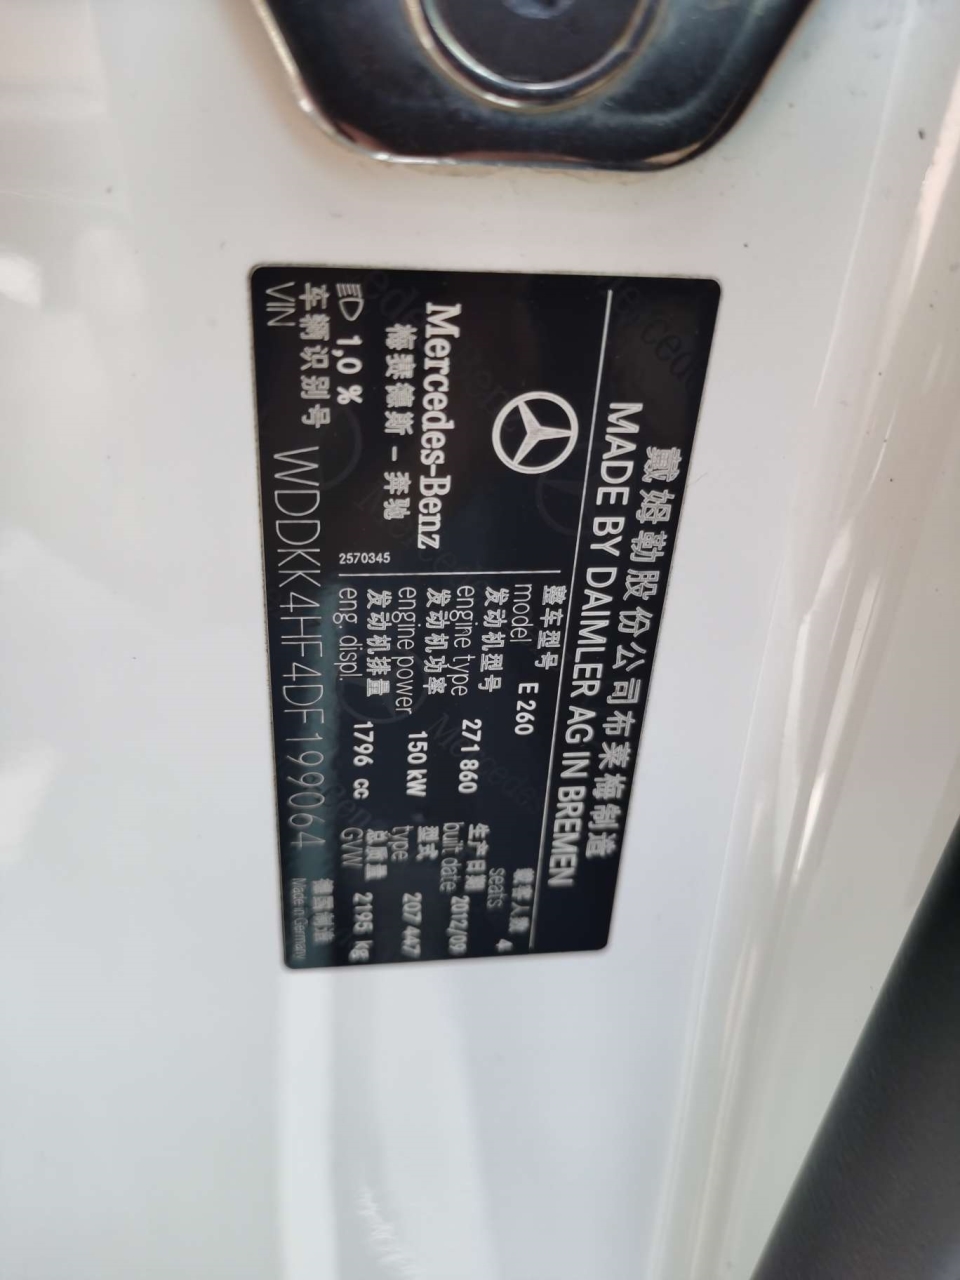 戴姆勒股份公司布莱梅制造
MADE BY DAIMLER AG IN BREMEN
Mercedes-Benz
梅赛德斯 - 奔驰
1,0 %
2570345
整车型号
model E 260
载客人数
seats 4
发动机型号
engine type 271 860
生产日期
built date 2012/09
发动机功率
engine power 150 kW
型式
type 207 447
发动机排量
eng. displ. 1796 cc
总质量
GVW 2195 kg
车辆识别号
VIN WDDKK4HF4DF199064
德国制造
Made in Germany